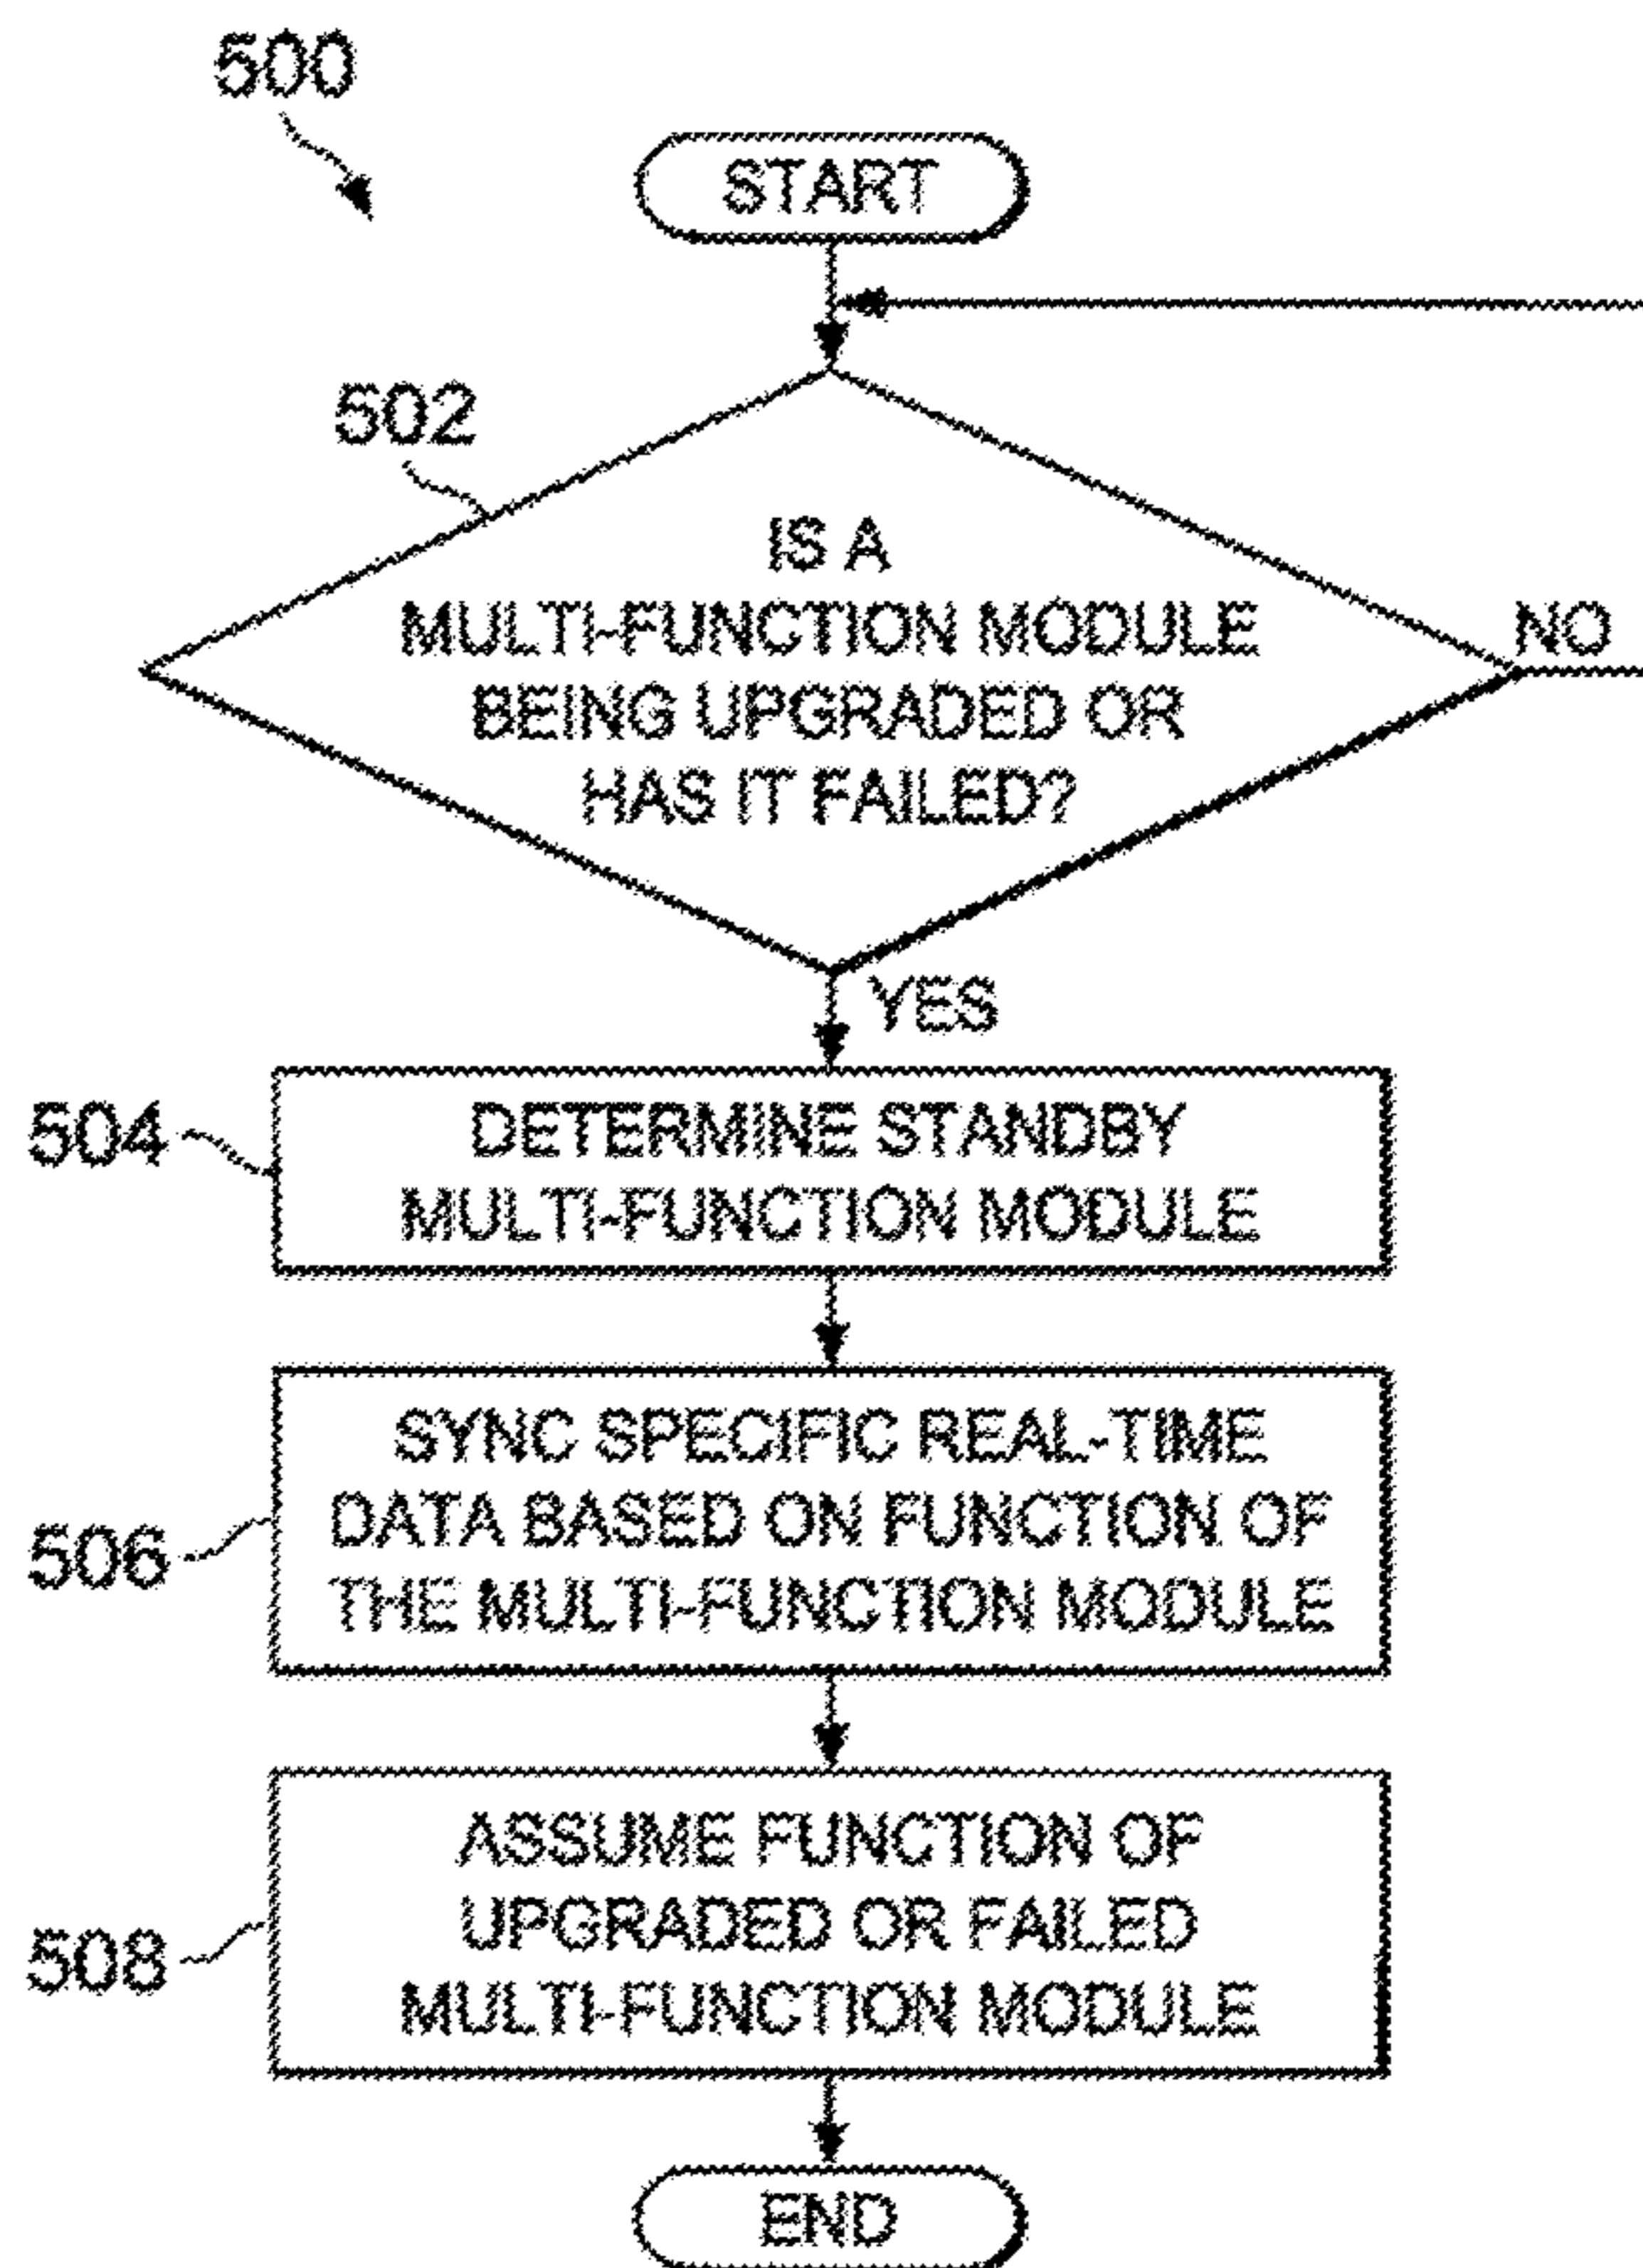 500
START
502
IS A
MULTI-FUNCTION MODULE
BEING UPGRADED OR
HAS IT FAILED?
NO
YES
504
DETERMINE STANDBY
MULTI-FUNCTION MODULE
506
SYNC SPECIFIC REAL-TIME
DATA BASED ON FUNCTION OF
THE MULTI-FUNCTION MODULE
508
ASSUME FUNCTION OF
UPGRADED OR FAILED
MULTI-FUNCTION MODULE
END